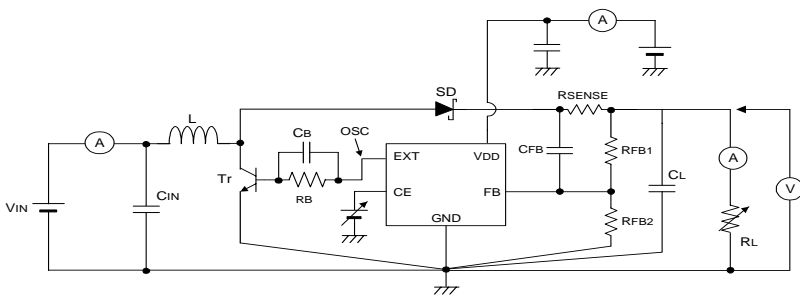 A
SD
RSENSE
L
A
CB
OSC
EXT
VDD
CFB
RFB1
A
CIN
Tr
RB
CE
FB
CL
V
VIN
GND
RFB2
RL